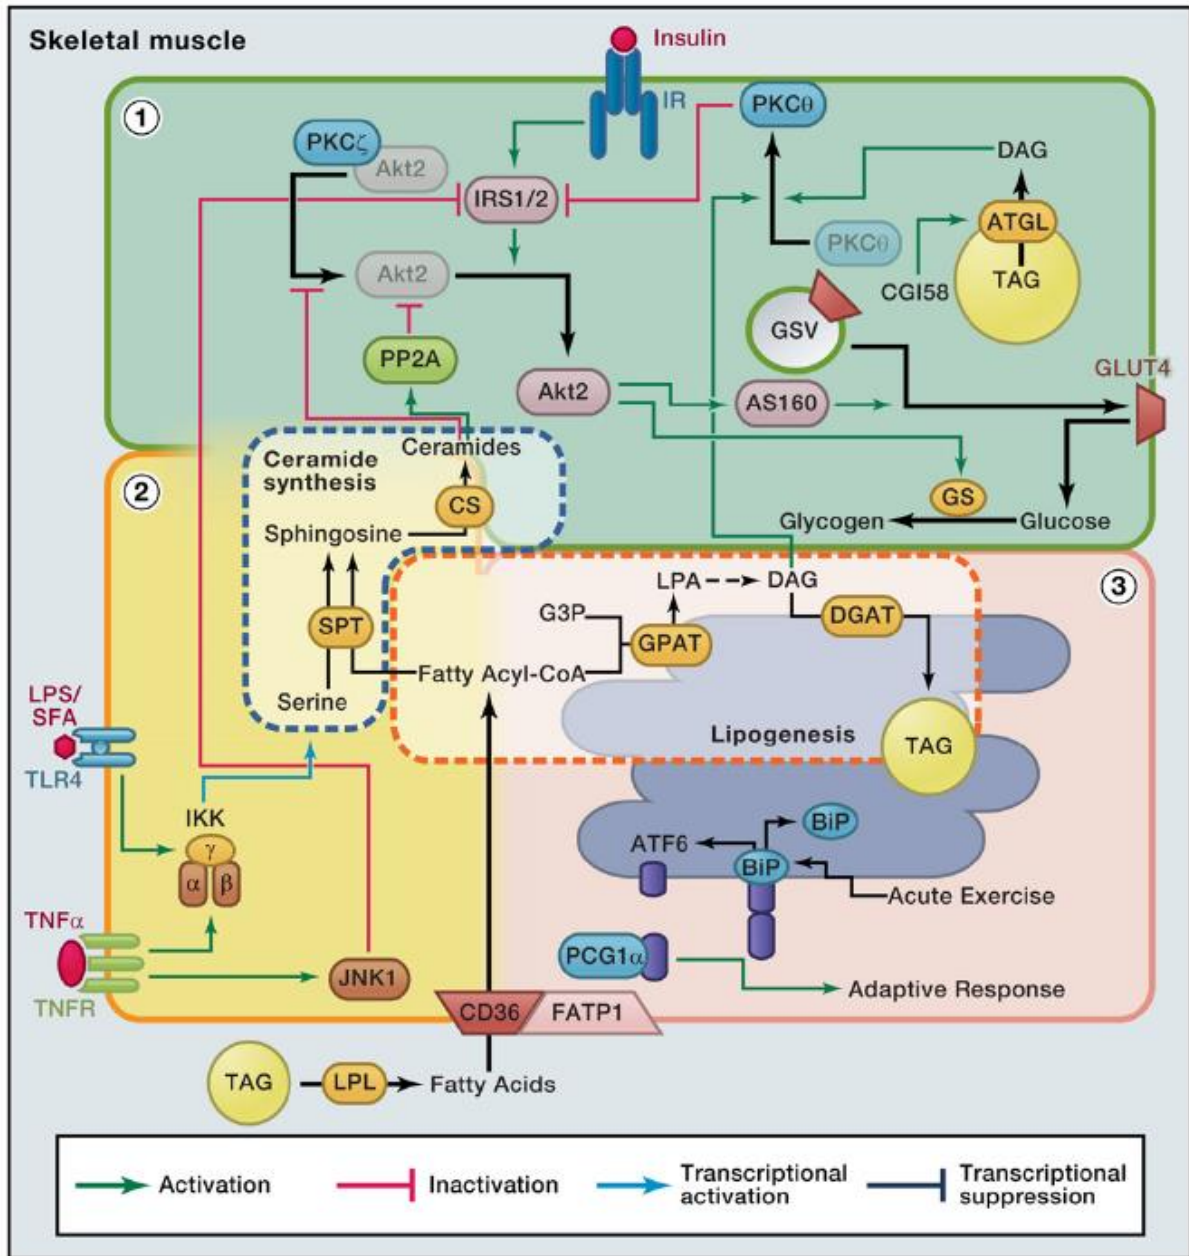 Skeletal muscle
Insulin
IR
1
PKCζ
Akt2
IRS1/2
PKCθ
DAG
ATGL
TAG
PKCθ
CGI58
Akt2
GSV
PP2A
Akt2
AS160
GLUT4
Ceramides
Ceramide
synthesis
CS
GS
Glycogen
Glucose
2
Sphingosine
SPT
Serine
3
LPA
DAG
G3P
GPAT
DGAT
Fatty Acyl-CoA
Lipogenesis
TAG
LPS/
SFA
TLR4
IKK
γ
α
β
TNFα
TNFR
JNK1
ATF6
BiP
BiP
Acute Exercise
PCG1α
Adaptive Response
CD36
FATP1
TAG
LPL
Fatty Acids
Activation
Inactivation
Transcriptional
activation
Transcriptional
suppression